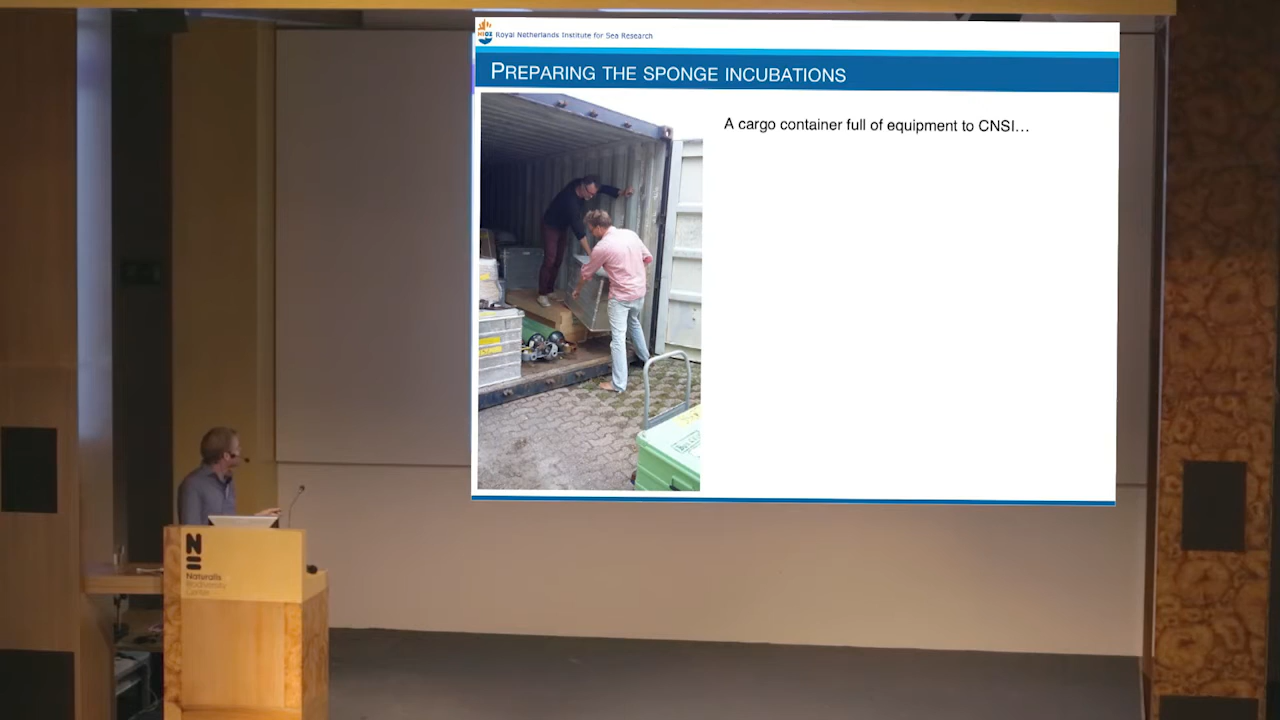 NIOZ
Royal Netherlands Institute for Sea Research
PREPARING THE SPONGE INCUBATIONS
A cargo container full of equipment to CNSI...
N
Naturalis
Biodiversity
Center